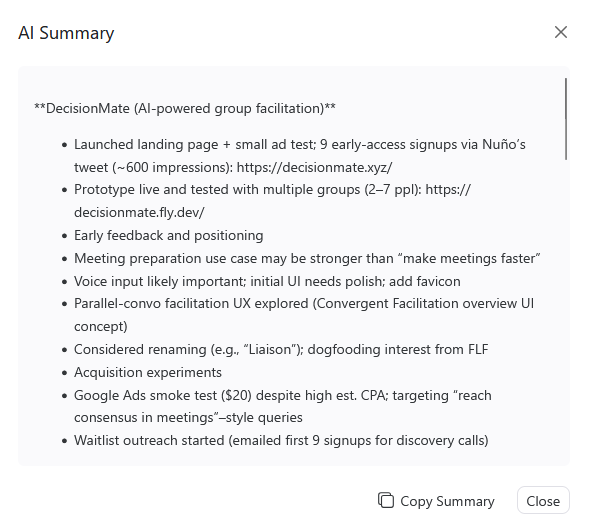 AI Summary
**DecisionMate (AI-powered group facilitation)**
• Launched landing page + small ad test; 9 early-access signups via Nuño’s
tweet (~600 impressions): https://decisionmate.xyz/
• Prototype live and tested with multiple groups (2–7 ppl): https://
decisionmate.fly.dev/
• Early feedback and positioning
• Meeting preparation use case may be stronger than “make meetings faster”
• Voice input likely important; initial UI needs polish; add favicon
• Parallel-convo facilitation UX explored (Convergent Facilitation overview UI
concept)
• Considered renaming (e.g., “Liaison”); dogfooding interest from FLF
• Acquisition experiments
• Google Ads smoke test ($20) despite high est. CPA; targeting “reach
consensus in meetings”–style queries
• Waitlist outreach started (emailed first 9 signups for discovery calls)
Copy Summary
Close